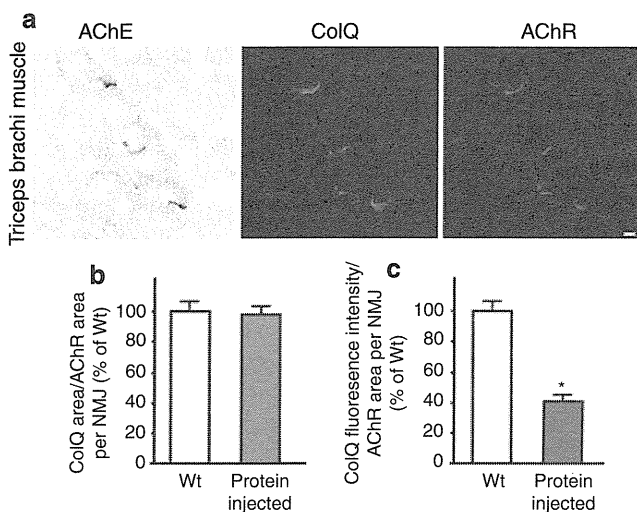 a
AChE ColQ AChR
Triceps brachi muscle
b
ColQ area/AChR area
per NMJ (% of Wt)
100
80
60
40
20
0
Wt Protein
injected
c
ColQ fluoresence intensity/
AChR area per NMJ
(% of Wt)
100
80
60
40
20
0
*
Wt Protein
injected